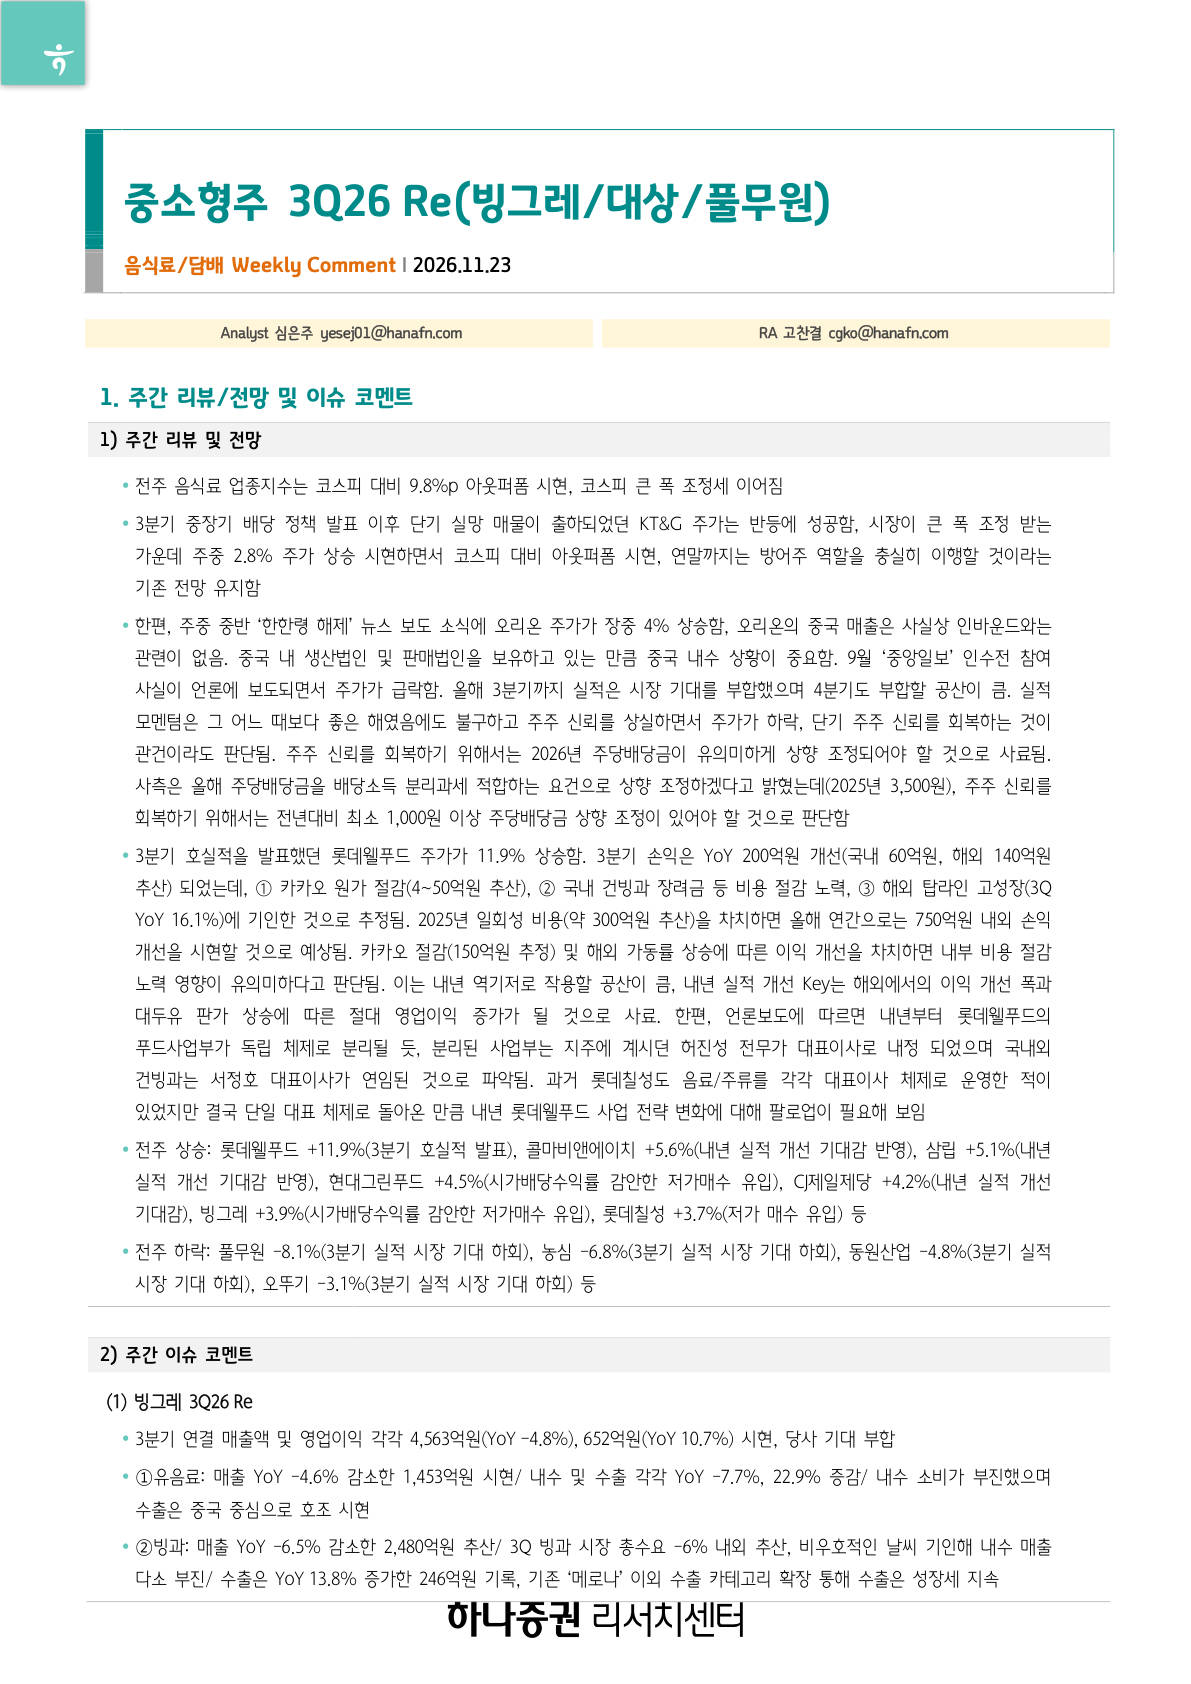 중소형주 3Q26 Re(빙그레/대상/풀무원)
음식료/담배 Weekly Comment | 2026.11.23
Analyst 심은주 yesej01@hanafn.com
RA 고찬결 cgko@hanafn.com
1. 주간 리뷰/전망 및 이슈 코멘트
1) 주간 리뷰 및 전망
• 전주 음식료 업종지수는 코스피 대비 9.8%p 아웃퍼폼 시현, 코스피 큰 폭 조정세 이어짐
• 3분기 중장기 배당 정책 발표 이후 단기 실망 매물이 출하되었던 KT&G 주가는 반등에 성공함, 시장이 큰 폭 조정 받는
가운데 주중 2.8% 주가 상승 시현하면서 코스피 대비 아웃퍼폼 시현, 연말까지는 방어주 역할을 충실히 이행할 것이라는
기존 전망 유지함
• 한편, 주중 중반 ‘한한령 해제’ 뉴스 보도 소식에 오리온 주가가 장중 4% 상승함, 오리온의 중국 매출은 사실상 인바운드와는
관련이 없음. 중국 내 생산법인 및 판매법인을 보유하고 있는 만큼 중국 내수 상황이 중요함. 9월 ‘중앙일보’ 인수전 참여
사실이 언론에 보도되면서 주가가 급락함. 올해 3분기까지 실적은 시장 기대를 부합했으며 4분기도 부합할 공산이 큼. 실적
모멘텀은 그 어느 때보다 좋은 해였음에도 불구하고 주주 신뢰를 상실하면서 주가가 하락, 단기 주주 신뢰를 회복하는 것이
관건이라도 판단됨. 주주 신뢰를 회복하기 위해서는 2026년 주당배당금이 유의미하게 상향 조정되어야 할 것으로 사료됨.
사측은 올해 주당배당금을 배당소득 분리과세 적합하는 요건으로 상향 조정하겠다고 밝혔는데(2025년 3,500원), 주주 신뢰를
회복하기 위해서는 전년대비 최소 1,000원 이상 주당배당금 상향 조정이 있어야 할 것으로 판단함
• 3분기 호실적을 발표했던 롯데웰푸드 주가가 11.9% 상승함. 3분기 손익은 YoY 200억원 개선(국내 60억원, 해외 140억원
추산) 되었는데, ① 카카오 원가 절감(4~50억원 추산), ② 국내 건빙과 장려금 등 비용 절감 노력, ③ 해외 탑라인 고성장(3Q
YoY 16.1%)에 기인한 것으로 추정됨. 2025년 일회성 비용(약 300억원 추산)을 차치하면 올해 연간으로는 750억원 내외 손익
개선을 시현할 것으로 예상됨. 카카오 절감(150억원 추정) 및 해외 가동률 상승에 따른 이익 개선을 차치하면 내부 비용 절감
노력 영향이 유의미하다고 판단됨. 이는 내년 역기저로 작용할 공산이 큼, 내년 실적 개선 Key는 해외에서의 이익 개선 폭과
대두유 판가 상승에 따른 절대 영업이익 증가가 될 것으로 사료. 한편, 언론보도에 따르면 내년부터 롯데웰푸드의
푸드사업부가 독립 체제로 분리될 듯, 분리된 사업부는 지주에 계시던 허진성 전무가 대표이사로 내정 되었으며 국내외
건빙과는 서정호 대표이사가 연임된 것으로 파악됨. 과거 롯데칠성도 음료/주류를 각각 대표이사 체제로 운영한 적이
있었지만 결국 단일 대표 체제로 돌아온 만큼 내년 롯데웰푸드 사업 전략 변화에 대해 팔로업이 필요해 보임
• 전주 상승: 롯데웰푸드 +11.9%(3분기 호실적 발표), 콜마비앤에이치 +5.6%(내년 실적 개선 기대감 반영), 삼립 +5.1%(내년
실적 개선 기대감 반영), 현대그린푸드 +4.5%(시가배당수익률 감안한 저가매수 유입), CJ제일제당 +4.2%(내년 실적 개선
기대감), 빙그레 +3.9%(시가배당수익률 감안한 저가매수 유입), 롯데칠성 +3.7%(저가 매수 유입) 등
• 전주 하락: 풀무원 -8.1%(3분기 실적 시장 기대 하회), 농심 -6.8%(3분기 실적 시장 기대 하회), 동원산업 -4.8%(3분기 실적
시장 기대 하회), 오뚜기 -3.1%(3분기 실적 시장 기대 하회) 등
2) 주간 이슈 코멘트
(1) 빙그레 3Q26 Re
• 3분기 연결 매출액 및 영업이익 각각 4,563억원(YoY -4.8%), 652억원(YoY 10.7%) 시현, 당사 기대 부합
• ①유음료: 매출 YoY -4.6% 감소한 1,453억원 시현/ 내수 및 수출 각각 YoY -7.7%, 22.9% 증감/ 내수 소비가 부진했으며
수출은 중국 중심으로 호조 시현
• ②빙과: 매출 YoY -6.5% 감소한 2,480억원 추산/ 3Q 빙과 시장 총수요 -6% 내외 추산, 비우호적인 날씨 기인해 내수 매출
다소 부진/ 수출은 YoY 13.8% 증가한 246억원 기록, 기존 ‘메로나’ 이외 수출 카테고리 확장 통해 수출은 성장세 지속
하나증권 리서치센터